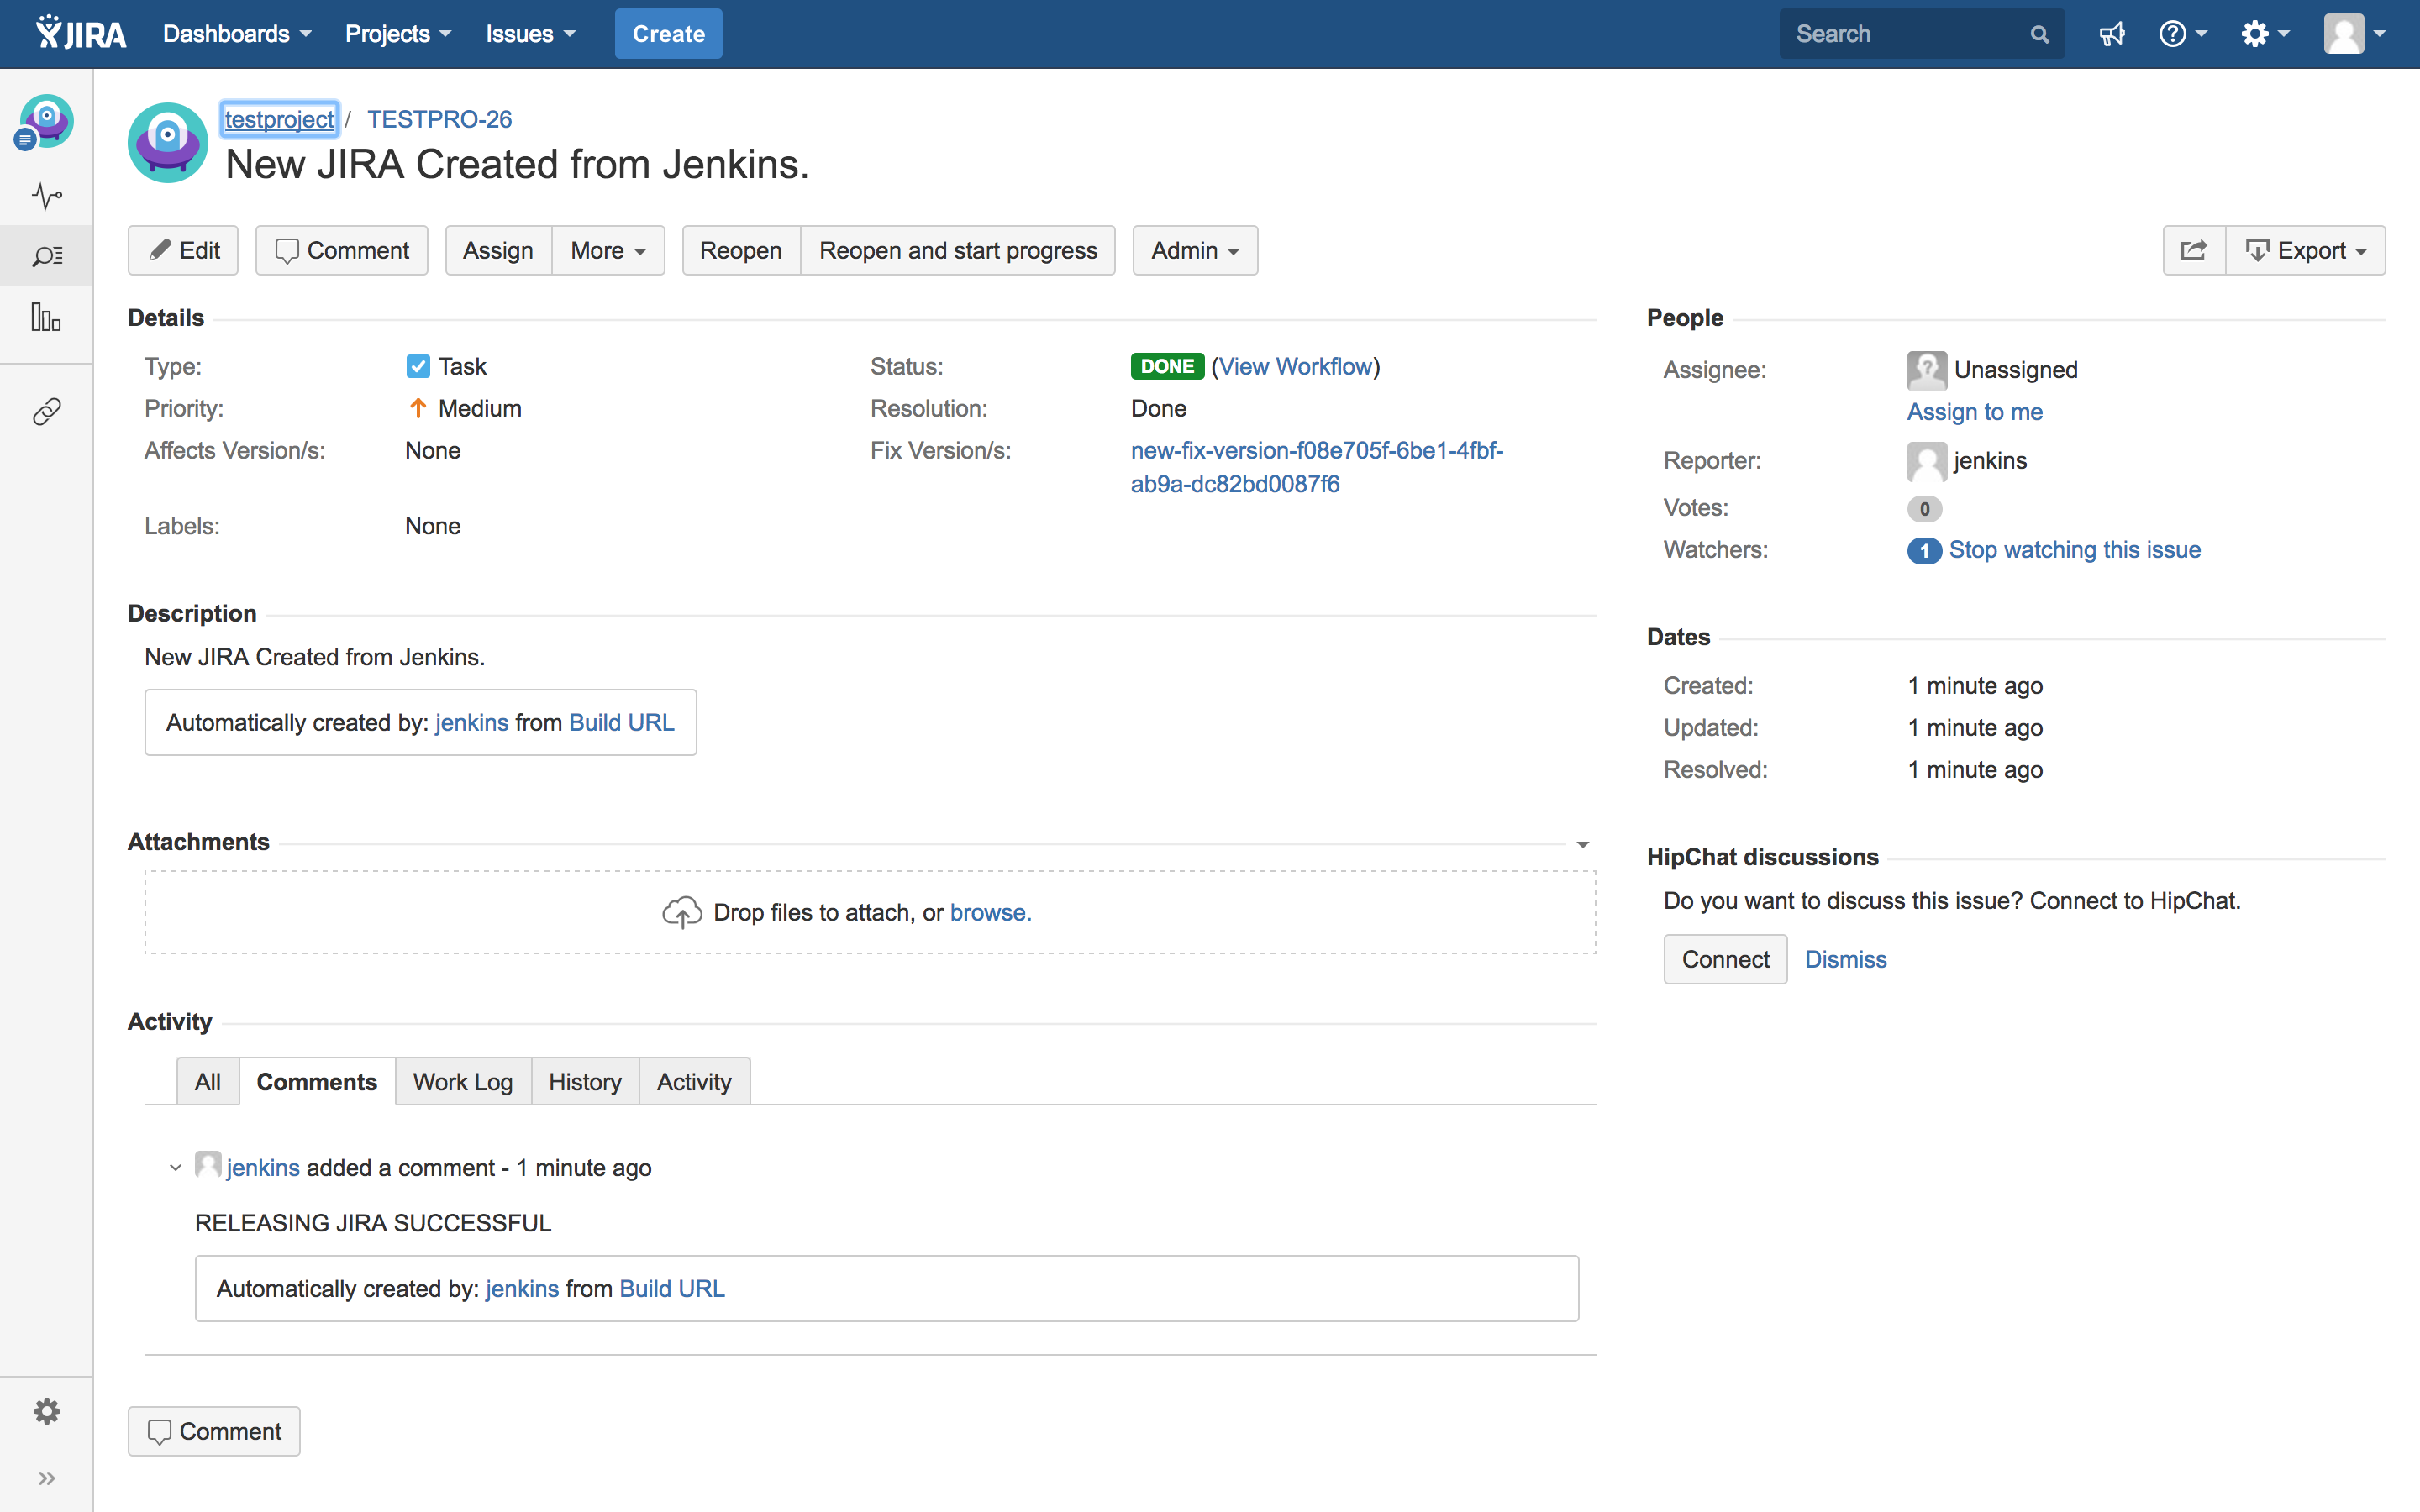 JIRA Dashboards Projects Issues Create Search
testproject / TESTPRO-26
New JIRA Created from Jenkins.
Edit Comment Assign More Reopen Reopen and start progress Admin Export
Details
Type: Task Status: DONE (View Workflow)
Priority: Medium Resolution: Done
Affects Version/s: None Fix Version/s: new-fix-version-f08e705f-6be1-4fbf-
ab9a-dc82bd0087f6
Labels: None
Description
New JIRA Created from Jenkins.
Automatically created by: jenkins from Build URL
Attachments
Drop files to attach, or browse.
Activity
All Comments Work Log History Activity
jenkins added a comment - 1 minute ago
RELEASING JIRA SUCCESSFUL
Automatically created by: jenkins from Build URL
Comment
People
Assignee: Unassigned
Assign to me
Reporter: jenkins
Votes: 0
Watchers: 1 Stop watching this issue
Dates
Created: 1 minute ago
Updated: 1 minute ago
Resolved: 1 minute ago
HipChat discussions
Do you want to discuss this issue? Connect to HipChat.
Connect Dismiss